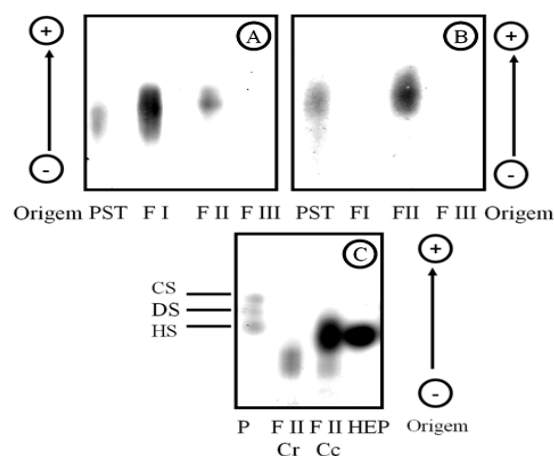 + A B +
- -
Origem PST F I F II F III PST FI FII F III Origem
C +
CS
DS
HS
-
P F II F II HEP Origem
Cr Cc